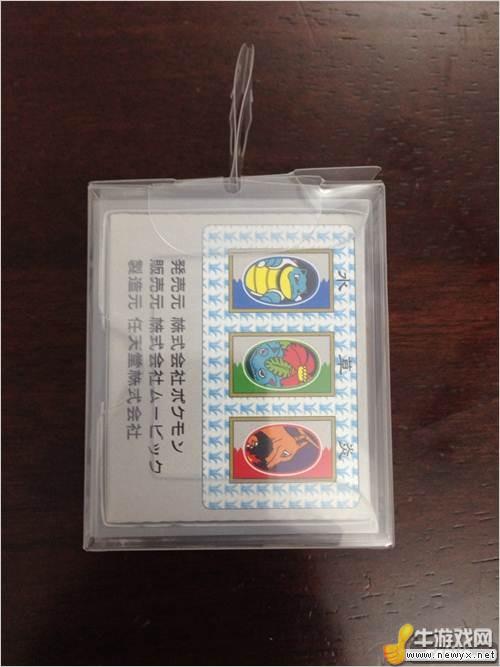 水
草
炎
発売元 株式会社ポケモン
販売元 株式会社ムービック
製造元 任天堂株式会社
牛游戏网
www.newyx.net